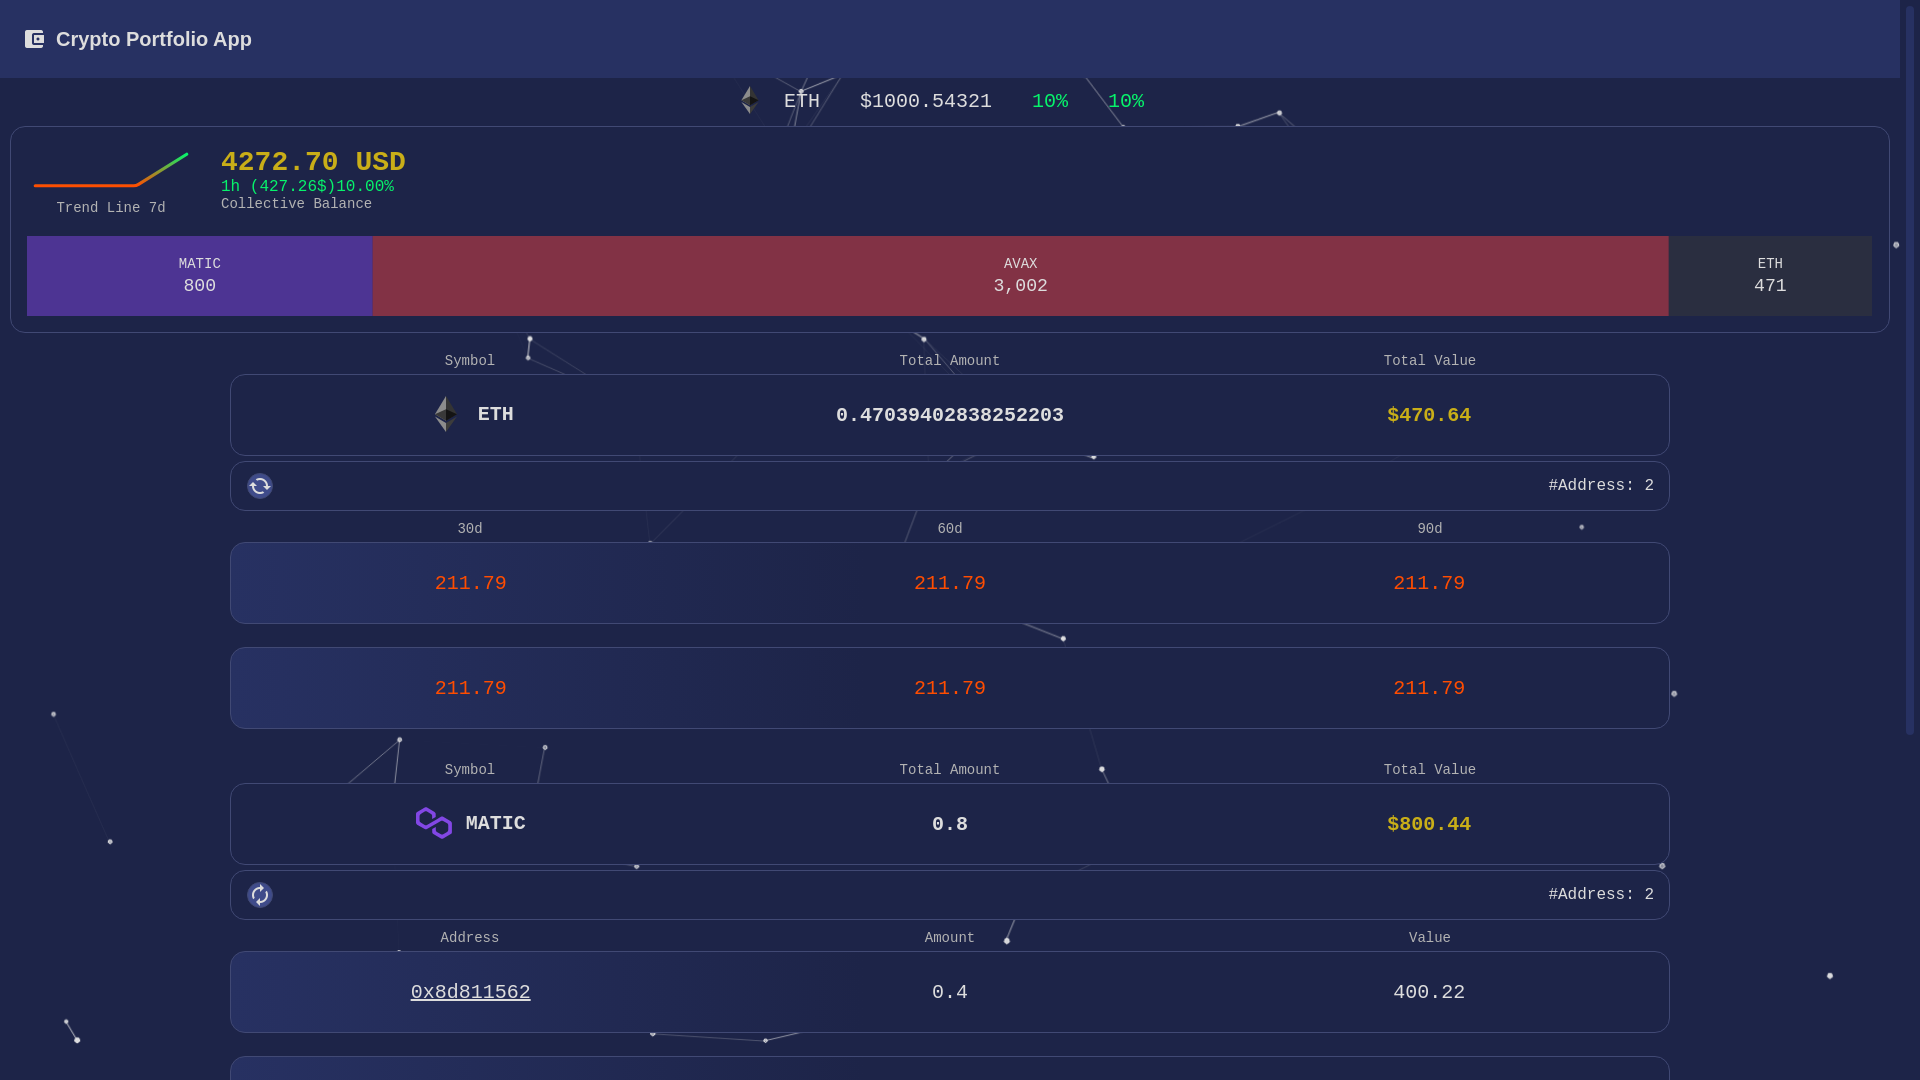 Crypto Portfolio App
ETH $1000.54321 10% 10%
4272.70 USD
1h (427.26$)10.00%
Collective Balance
Trend Line 7d
MATIC
800
AVAX
3,002
ETH
471
Symbol Total Amount Total Value
ETH 0.47039402838252203 $470.64
#Address: 2
30d 60d 90d
211.79 211.79 211.79
211.79 211.79 211.79
Symbol Total Amount Total Value
MATIC 0.8 $800.44
#Address: 2
Address Amount Value
0x8d811562 0.4 400.22